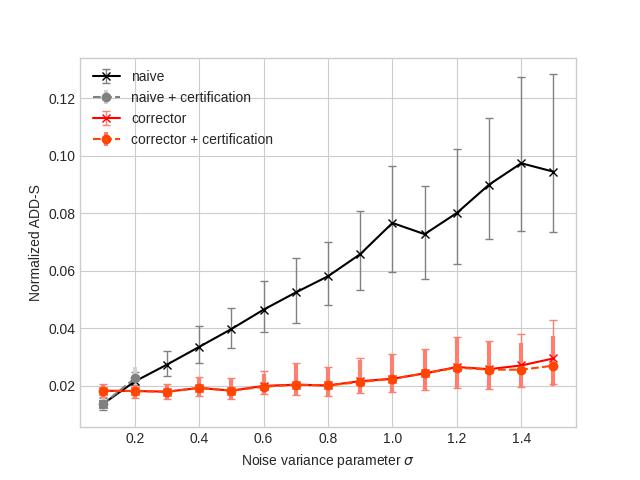 naive
naive + certification
corrector
corrector + certification
0.12
0.10
0.08
0.06
0.04
0.02
Normalized ADD-S
0.2 0.4 0.6 0.8 1.0 1.2 1.4
Noise variance parameter σ